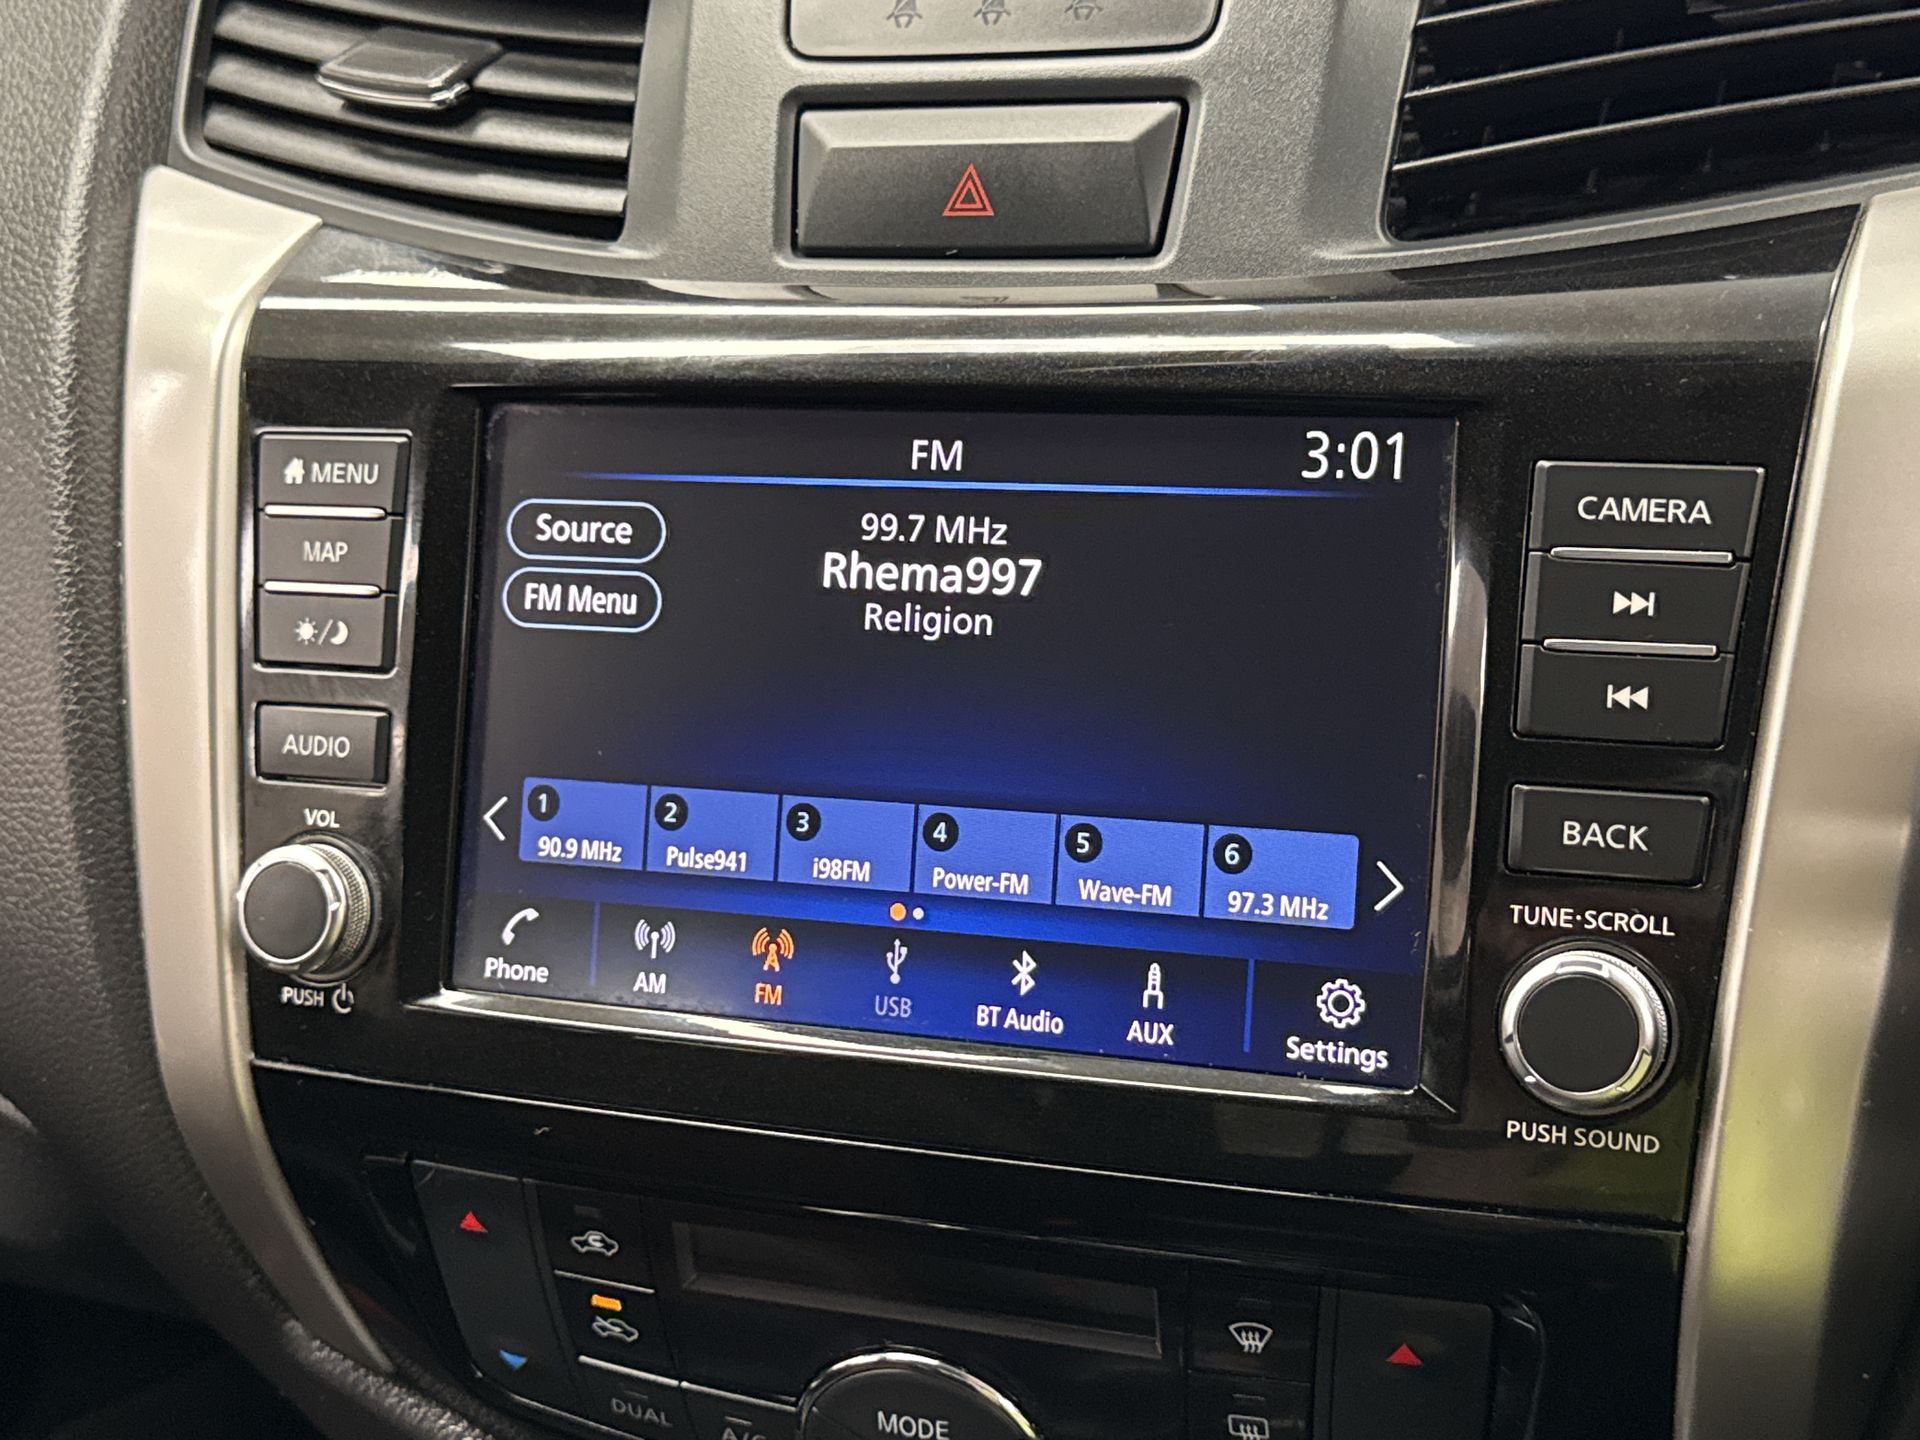 FM
3:01
MENU
MAP
AUDIO
VOL
PUSH
Source
FM Menu
99.7 MHz
Rhema997
Religion
1
90.9 MHz
2
Pulse941
3
i98FM
4
Power-FM
5
Wave-FM
6
97.3 MHz
Phone
AM
FM
USB
BT Audio
AUX
Settings
CAMERA
BACK
TUNE·SCROLL
PUSH SOUND
DUAL
MODE